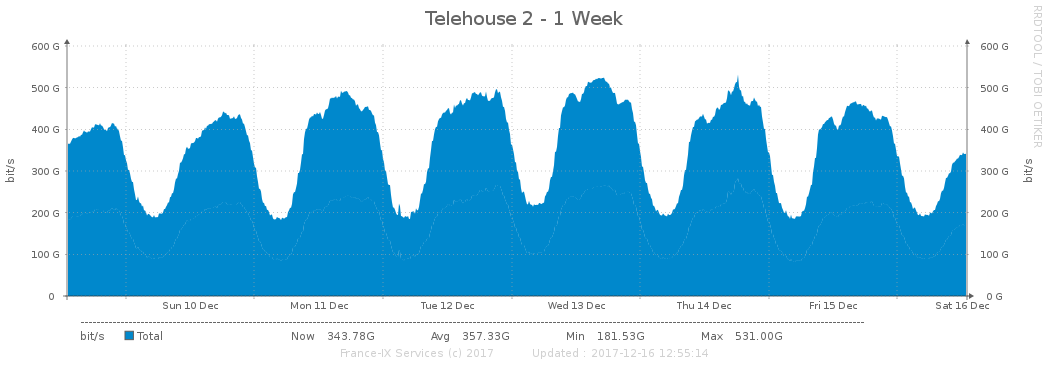 Telehouse 2 - 1 Week
RRDTOOL / TOBI OETIKER
bit/s
bit/s
600 G 600 G
500 G 500 G
400 G 400 G
300 G 300 G
200 G 200 G
100 G 100 G
0 0 G
Sun 10 Dec Mon 11 Dec Tue 12 Dec Wed 13 Dec Thu 14 Dec Fri 15 Dec Sat 16 Dec
bit/s Total Now 343.78G Avg 357.33G Min 181.53G Max 531.00G
France-IX Services (c) 2017 Updated : 2017-12-16 12:55:14